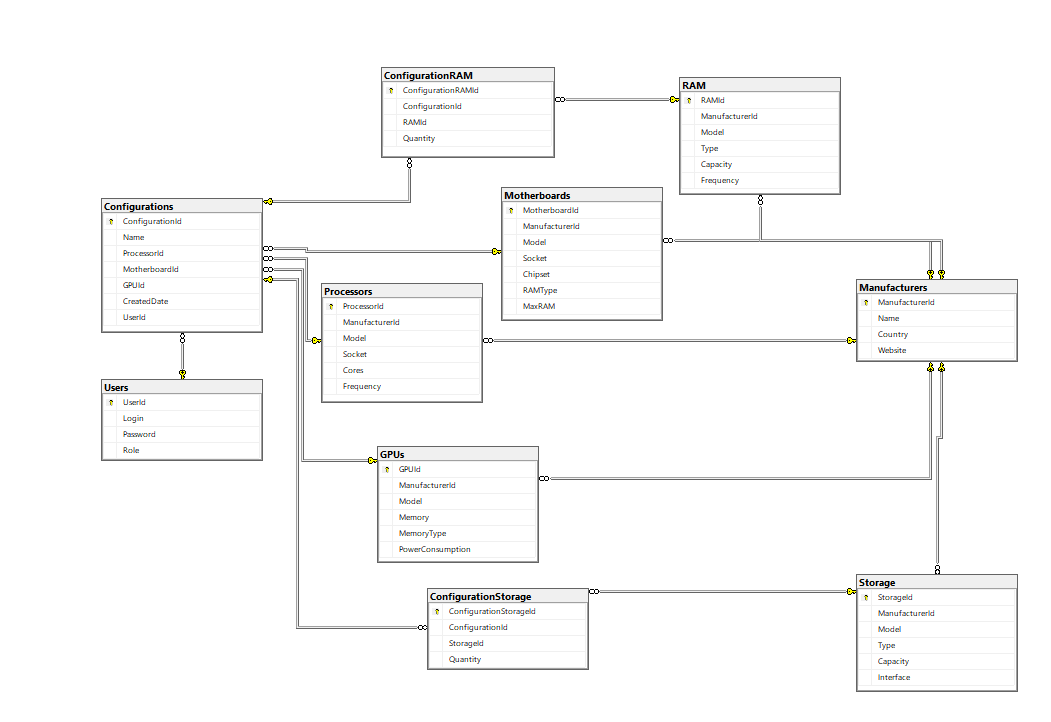 ConfigurationRAM
ConfigurationRAMId
ConfigurationId
RAMId
Quantity
RAM
RAMId
ManufacturerId
Model
Type
Capacity
Frequency
Configurations
ConfigurationId
Name
ProcessorId
MotherboardId
GPUId
CreatedDate
UserId
Motherboards
MotherboardId
ManufacturerId
Model
Socket
Chipset
RAMType
MaxRAM
Processors
ProcessorId
ManufacturerId
Model
Socket
Cores
Frequency
Manufacturers
ManufacturerId
Name
Country
Website
Users
UserId
Login
Password
Role
GPUs
GPUId
ManufacturerId
Model
Memory
MemoryType
PowerConsumption
ConfigurationStorage
ConfigurationStorageId
ConfigurationId
StorageId
Quantity
Storage
StorageId
ManufacturerId
Model
Type
Capacity
Interface